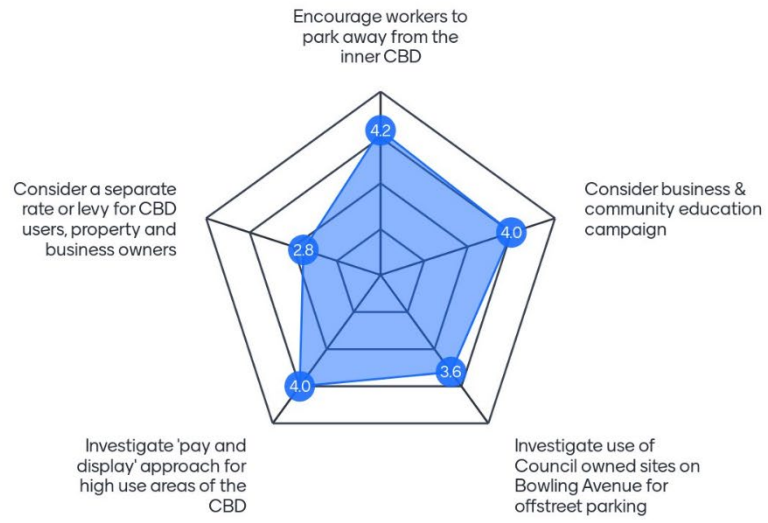 Encourage workers to
park away from the
inner CBD
4.2
Consider a separate
rate or levy for CBD
users, property and
business owners
2.8
4.0
Consider business &
community education
campaign
4.0
3.6
Investigate 'pay and
display' approach for
high use areas of the
CBD
Investigate use of
Council owned sites on
Bowling Avenue for
offstreet parking